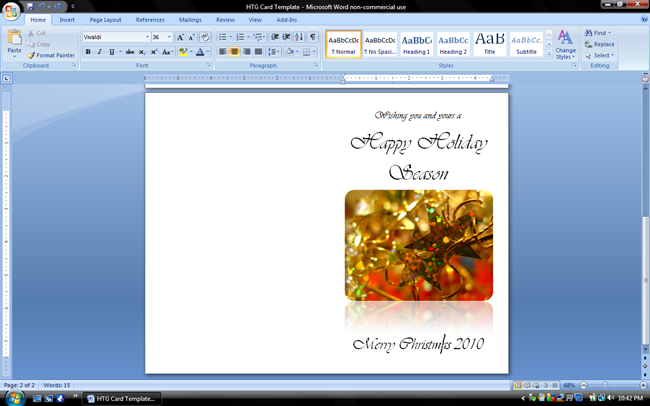 HTG Card Template - Microsoft Word non-commercial use
Home Insert Page Layout References Mailings Review View Add-Ins
Paste
Cut
Copy
Format Painter
Clipboard
Vivaldi 36
Font
Paragraph
AaBbCcDc AaBbCcDc AaBbCc AaBbCc AaB AaBbCc.
¶ Normal ¶ No Spaci... Heading 1 Heading 2 Title Subtitle
Change
Styles
Styles
Find
Replace
Select
Editing
Wishing you and yours a
Happy Holiday
Season
Merry Christmas 2010
Page: 2 of 2 Words: 15 68%
HTG Card Template... 10:42 PM